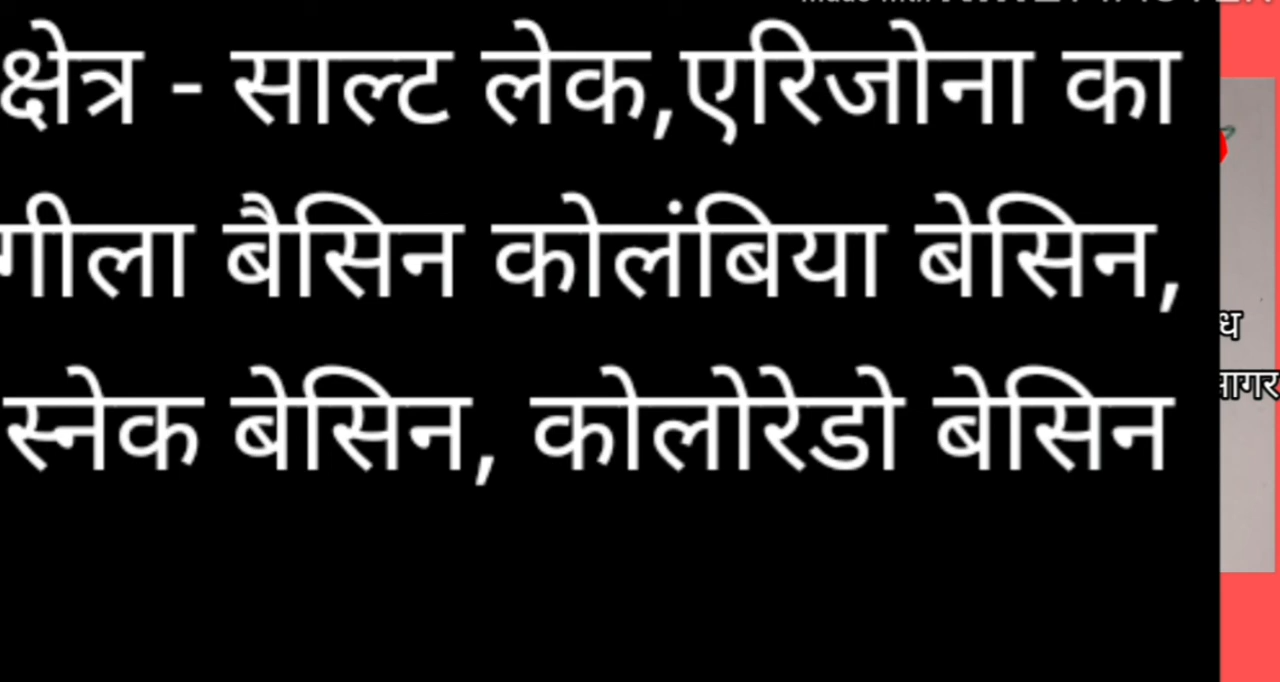 क्षेत्र - साल्ट लेक,एरिजोना का
गीला बैसिन कोलंबिया बेसिन,
स्नेक बेसिन, कोलोरेडो बेसिन